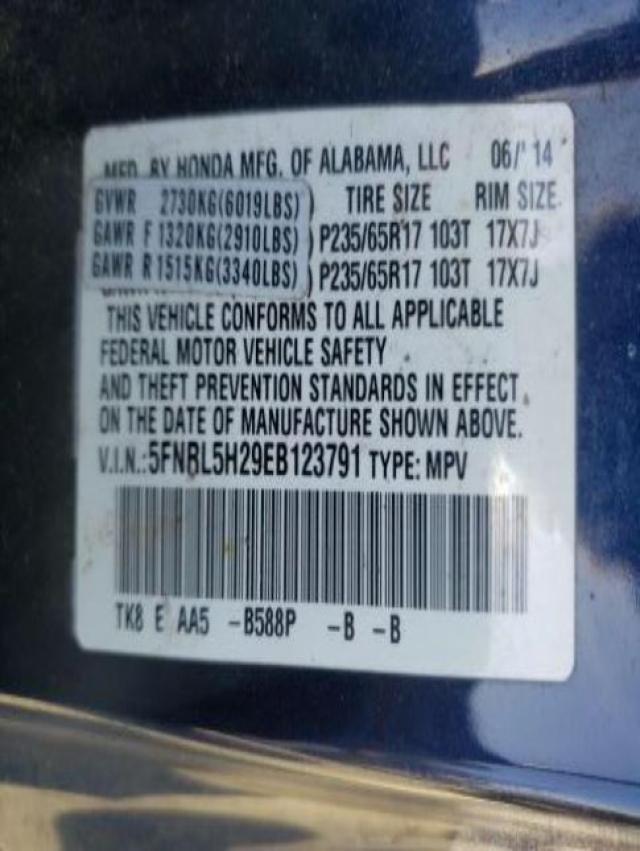 MFD. BY HONDA MFG. OF ALABAMA, LLC 06/'14
GVWR 2730KG(6019LBS) ) TIRE SIZE RIM SIZE
GAWR F 1320KG(2910LBS) ) P235/65R17 103T 17X7J
GAWR R 1515KG(3340LBS) ) P235/65R17 103T 17X7J
THIS VEHICLE CONFORMS TO ALL APPLICABLE
FEDERAL MOTOR VEHICLE SAFETY
AND THEFT PREVENTION STANDARDS IN EFFECT
ON THE DATE OF MANUFACTURE SHOWN ABOVE.
V.I.N.:5FNRL5H29EB123791 TYPE: MPV
TK8 E AA5 -B588P -B -B